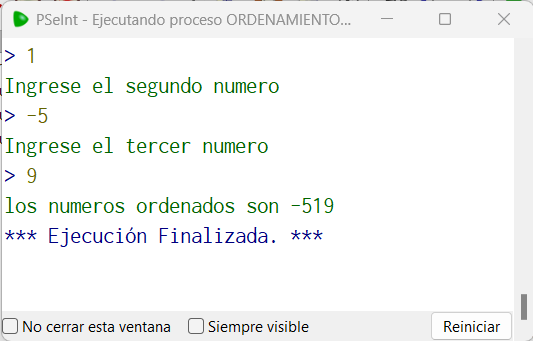 PSeInt - Ejecutando proceso ORDENAMIENTO...
> 1
Ingrese el segundo numero
> -5
Ingrese el tercer numero
> 9
los numeros ordenados son -519
*** Ejecución Finalizada. ***
No cerrar esta ventana
Siempre visible
Reiniciar